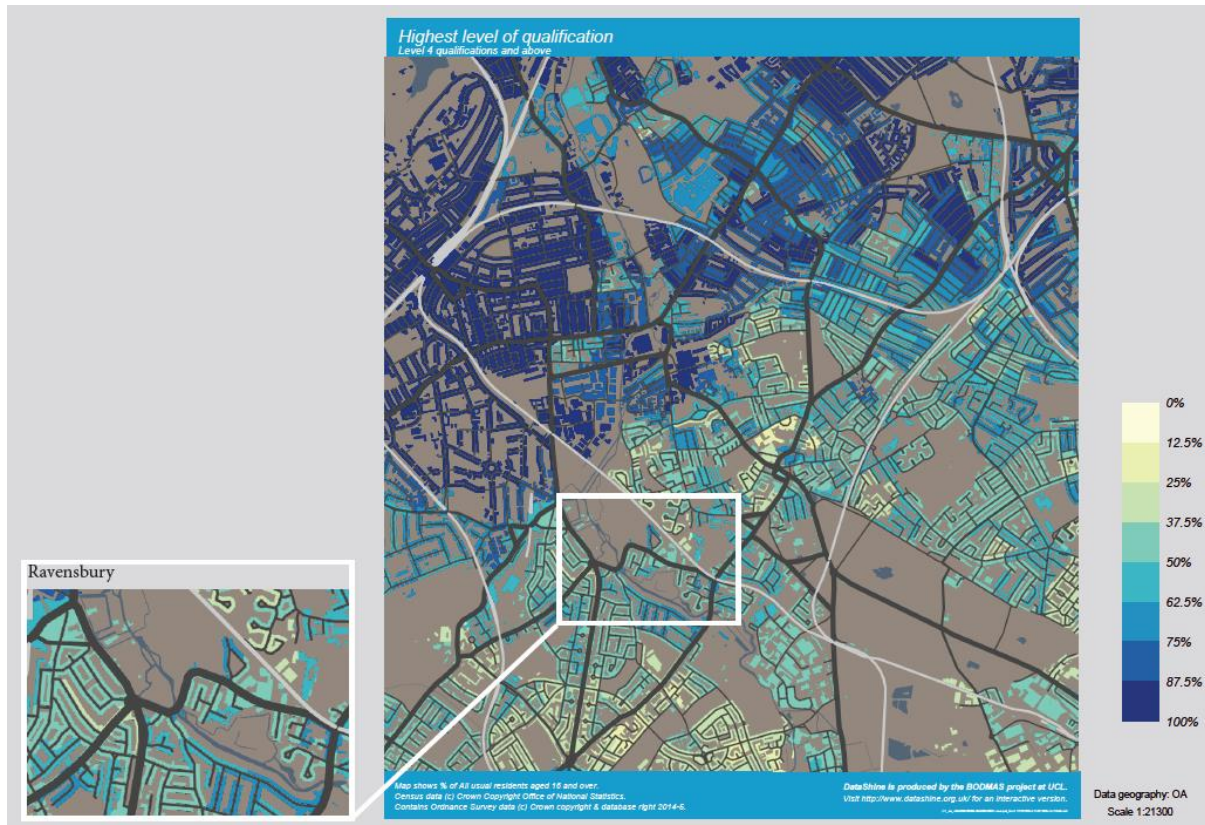 Highest level of qualification
Level 4 qualifications and above
0%
12.5%
25%
37.5%
50%
62.5%
75%
87.5%
100%
Ravensbury
Map shows % of All usual residents aged 16 and over.
Census data (c) Crown Copyright Office of National Statistics.
Contains Ordnance Survey data (c) Crown copyright & database right 2014-5.
DataShine is produced by the BODMAS project at UCL.
Visit http://www.datashine.org.uk/ for an interactive version.
Data geography: OA
Scale 1:21300